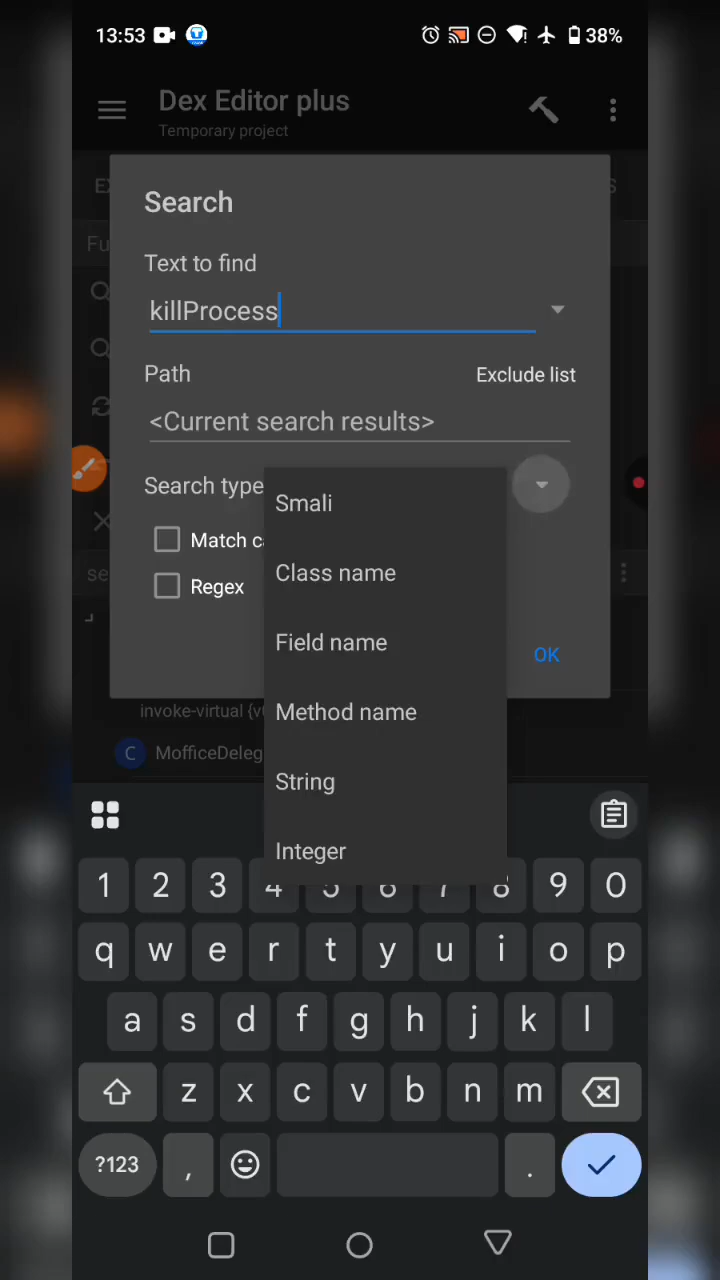 13:53
38%
Dex Editor plus
Temporary project
Search
Text to find
killProcess
Path
Exclude list
<Current search results>
Search type
Smali
Match ca
Class name
Regex
Field name
OK
Method name
invoke-virtual {v
C MofficeDeleg
String
Integer
1 2 3 4 5 6 7 8 9 0
q w e r t y u i o p
a s d f g h j k l
z x c v b n m
?123 , .